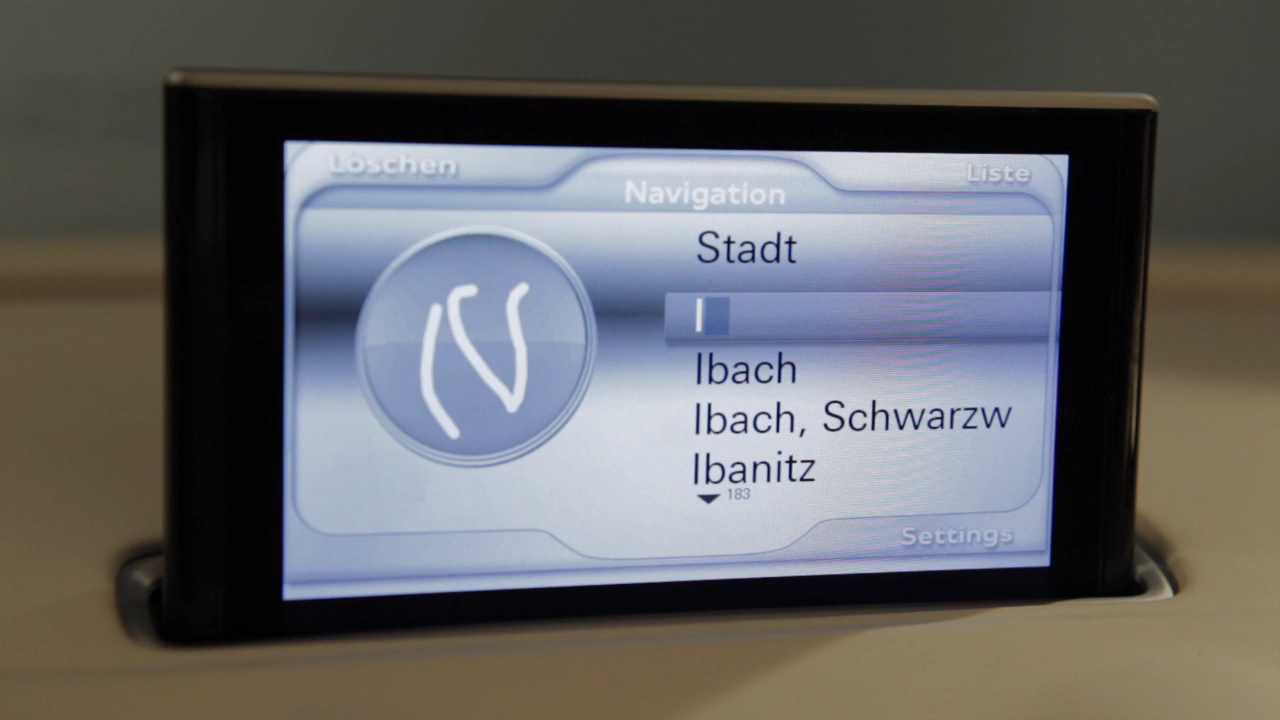 Löschen
Liste
Navigation
Stadt
I
Ibach
Ibach, Schwarzw
Ibanitz
183
Settings